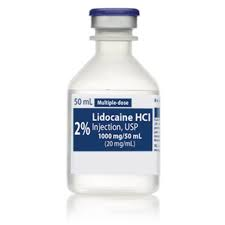 50 mL Multiple-dose
2% Lidocaine HCl
Injection, USP
1000 mg/50 mL
(20 mg/mL)